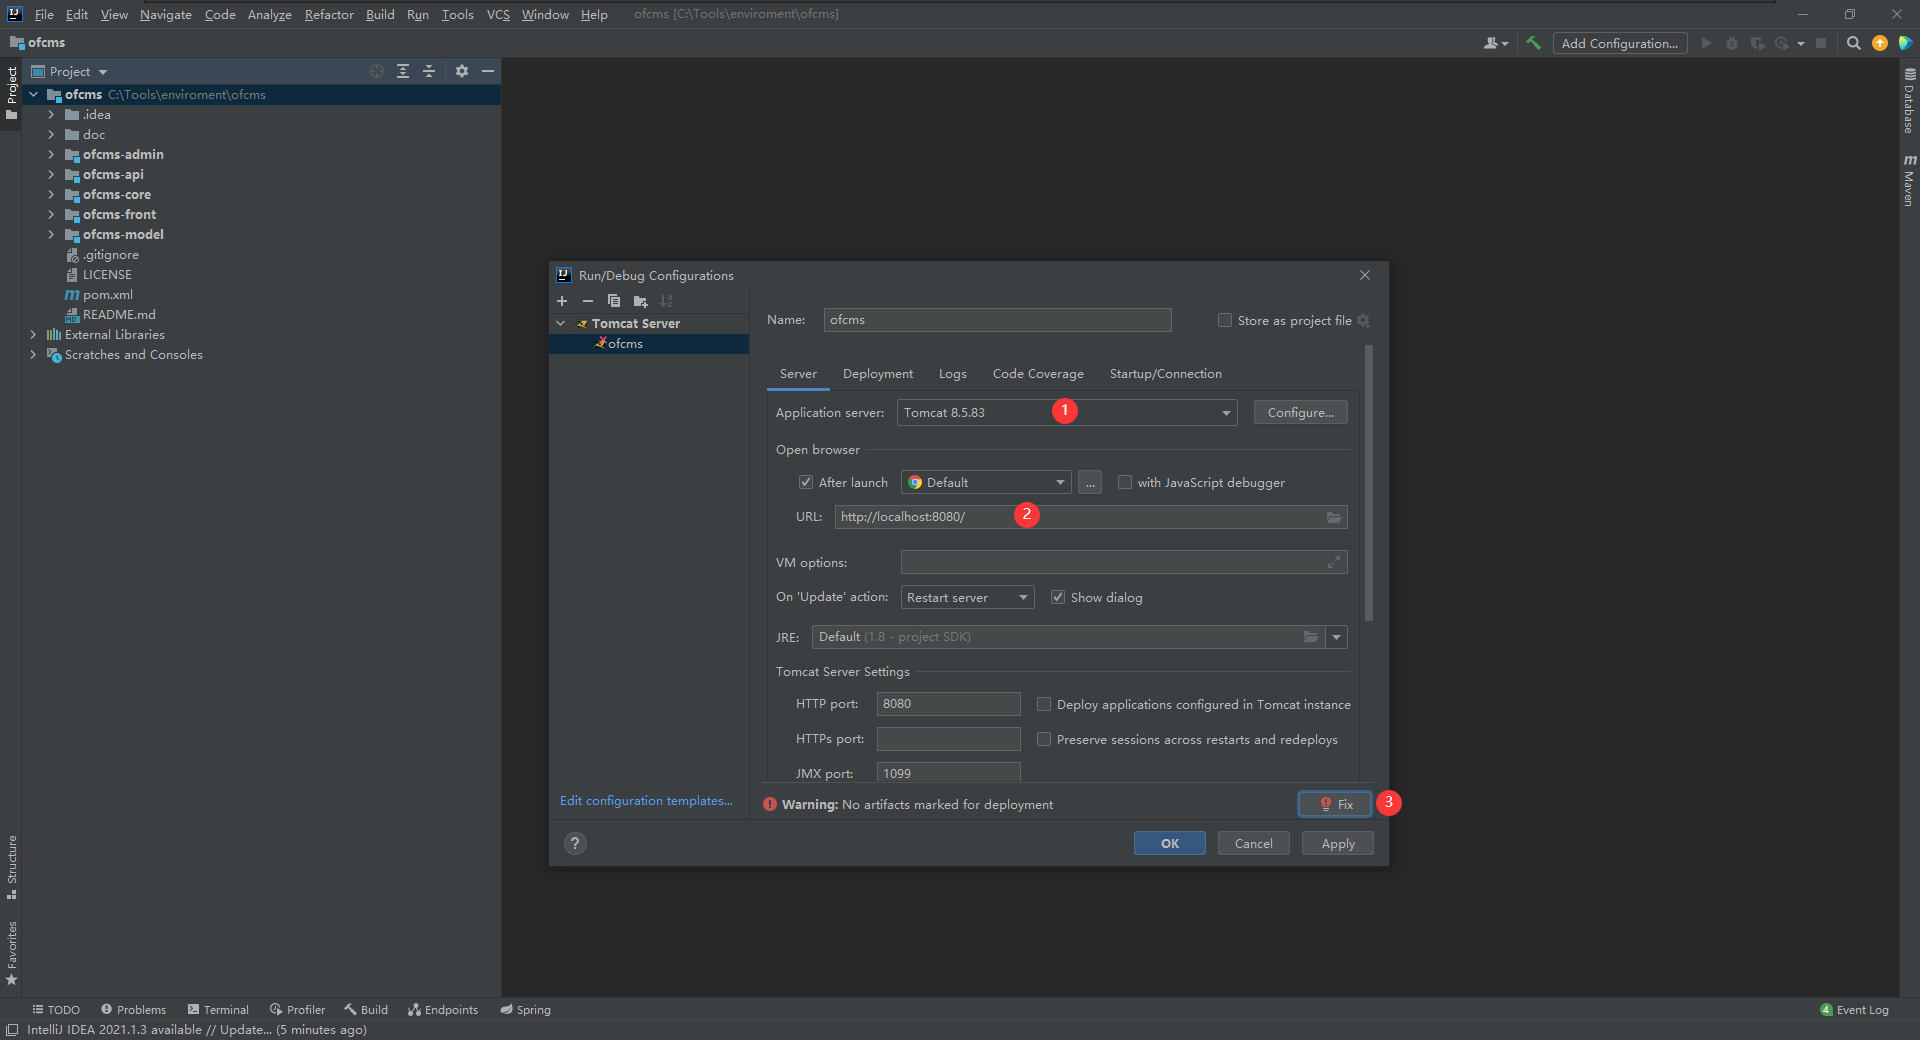 File Edit View Navigate Code Analyze Refactor Build Run Tools VCS Window Help ofcms [C:\Tools\enviroment\ofcms]
ofcms
Add Configuration...
Project
Project
ofcms C:\Tools\enviroment\ofcms
.idea
doc
ofcms-admin
ofcms-api
ofcms-core
ofcms-front
ofcms-model
.gitignore
LICENSE
pom.xml
README.md
External Libraries
Scratches and Consoles
Database
Maven
Run/Debug Configurations
Tomcat Server
ofcms
Name: ofcms
Store as project file
Server Deployment Logs Code Coverage Startup/Connection
Application server: Tomcat 8.5.83 1 Configure...
Open browser
After launch Default ... with JavaScript debugger
URL: http://localhost:8080/ 2
VM options:
On 'Update' action: Restart server Show dialog
JRE: Default (1.8 - project SDK)
Tomcat Server Settings
HTTP port: 8080 Deploy applications configured in Tomcat instance
HTTPs port: Preserve sessions across restarts and redeploys
JMX port: 1099
Edit configuration templates...
Warning: No artifacts marked for deployment Fix 3
? OK Cancel Apply
Structure
Favorites
TODO Problems Terminal Profiler Build Endpoints Spring 4 Event Log
IntelliJ IDEA 2021.1.3 available // Update... (5 minutes ago)